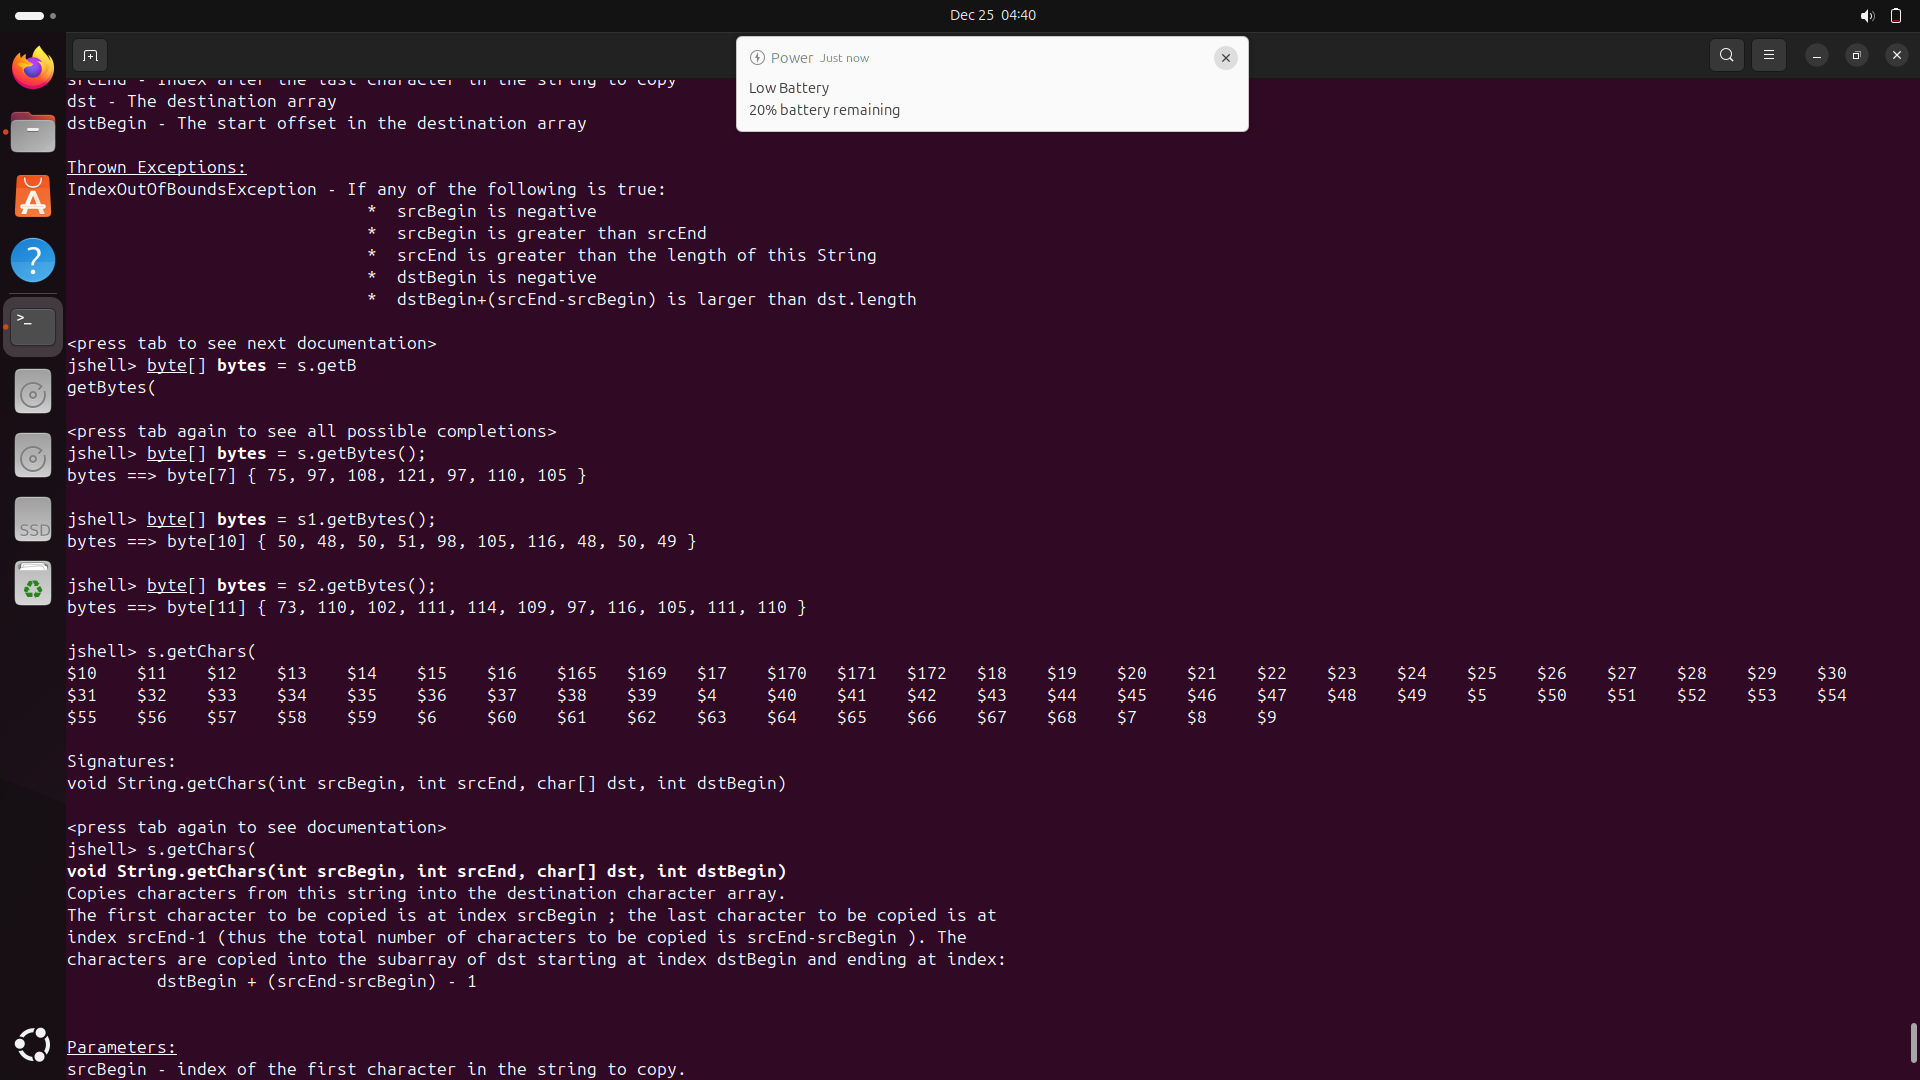 Dec 25 04:40
Power Just now
Low Battery
20% battery remaining
srcEnd - Index after the last character in the string to copy
dst - The destination array
dstBegin - The start offset in the destination array
Thrown Exceptions:
IndexOutOfBoundsException - If any of the following is true:
* srcBegin is negative
* srcBegin is greater than srcEnd
* srcEnd is greater than the length of this String
* dstBegin is negative
* dstBegin+(srcEnd-srcBegin) is larger than dst.length
<press tab to see next documentation>
jshell> byte[] bytes = s.getB
getBytes(
<press tab again to see all possible completions>
jshell> byte[] bytes = s.getBytes();
bytes ==> byte[7] { 75, 97, 108, 121, 97, 110, 105 }
jshell> byte[] bytes = s1.getBytes();
bytes ==> byte[10] { 50, 48, 50, 51, 98, 105, 116, 48, 50, 49 }
jshell> byte[] bytes = s2.getBytes();
bytes ==> byte[11] { 73, 110, 102, 111, 114, 109, 97, 116, 105, 111, 110 }
jshell> s.getChars(
$10 $11 $12 $13 $14 $15 $16 $165 $169 $17 $170 $171 $172 $18 $19 $20 $21 $22 $23 $24 $25 $26 $27 $28 $29 $30
$31 $32 $33 $34 $35 $36 $37 $38 $39 $4 $40 $41 $42 $43 $44 $45 $46 $47 $48 $49 $5 $50 $51 $52 $53 $54
$55 $56 $57 $58 $59 $6 $60 $61 $62 $63 $64 $65 $66 $67 $68 $7 $8 $9
Signatures:
void String.getChars(int srcBegin, int srcEnd, char[] dst, int dstBegin)
<press tab again to see documentation>
jshell> s.getChars(
void String.getChars(int srcBegin, int srcEnd, char[] dst, int dstBegin)
Copies characters from this string into the destination character array.
The first character to be copied is at index srcBegin ; the last character to be copied is at
index srcEnd-1 (thus the total number of characters to be copied is srcEnd-srcBegin ). The
characters are copied into the subarray of dst starting at index dstBegin and ending at index:
dstBegin + (srcEnd-srcBegin) - 1
Parameters:
srcBegin - index of the first character in the string to copy.
SSD